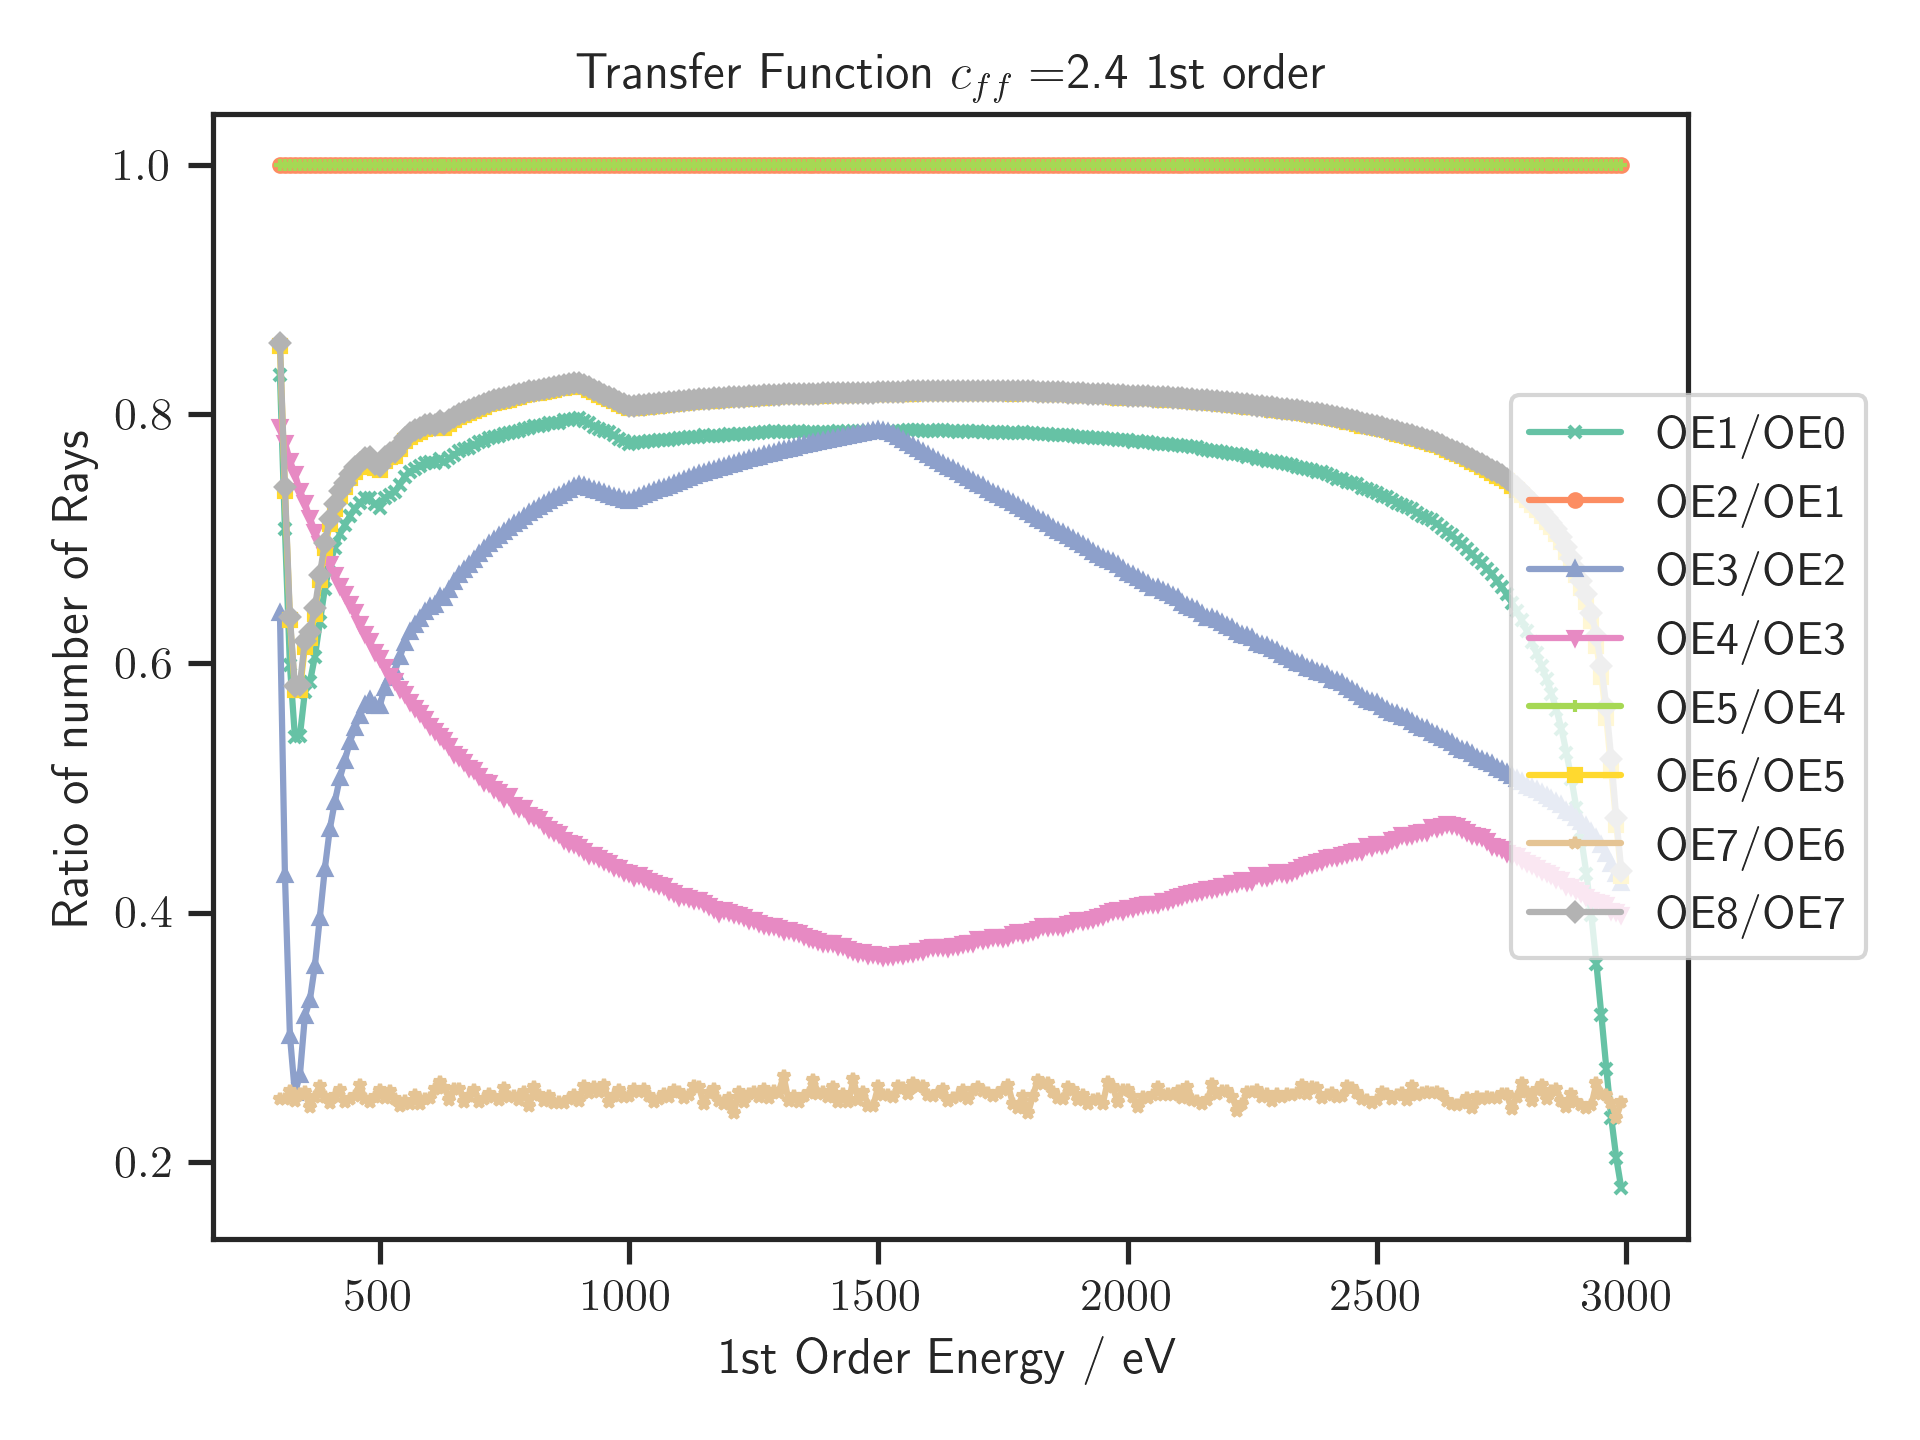 Transfer Function c_ff =2.4 1st order
Ratio of number of Rays
1.0
0.8
0.6
0.4
0.2
500 1000 1500 2000 2500 3000
1st Order Energy / eV
OE1/OE0
OE2/OE1
OE3/OE2
OE4/OE3
OE5/OE4
OE6/OE5
OE7/OE6
OE8/OE7